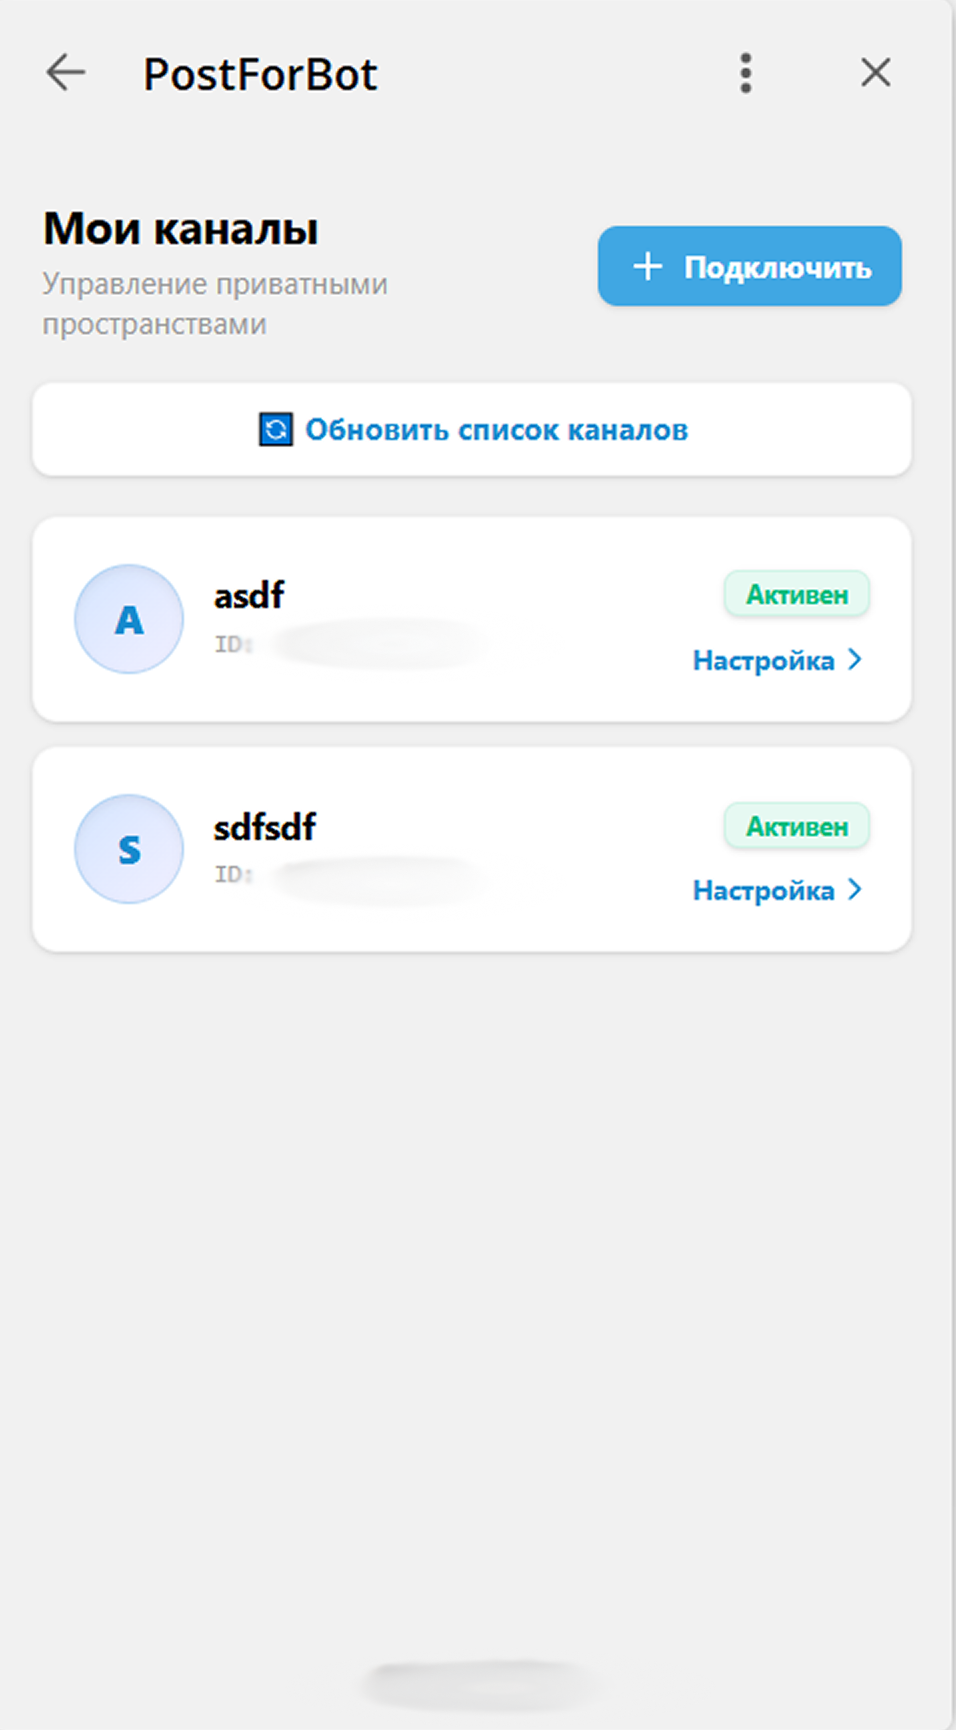 PostForBot
Мои каналы
Управление приватными
пространствами
+ Подключить
Обновить список каналов
A
asdf
ID:
Активен
Настройка
S
sdfsdf
ID:
Активен
Настройка